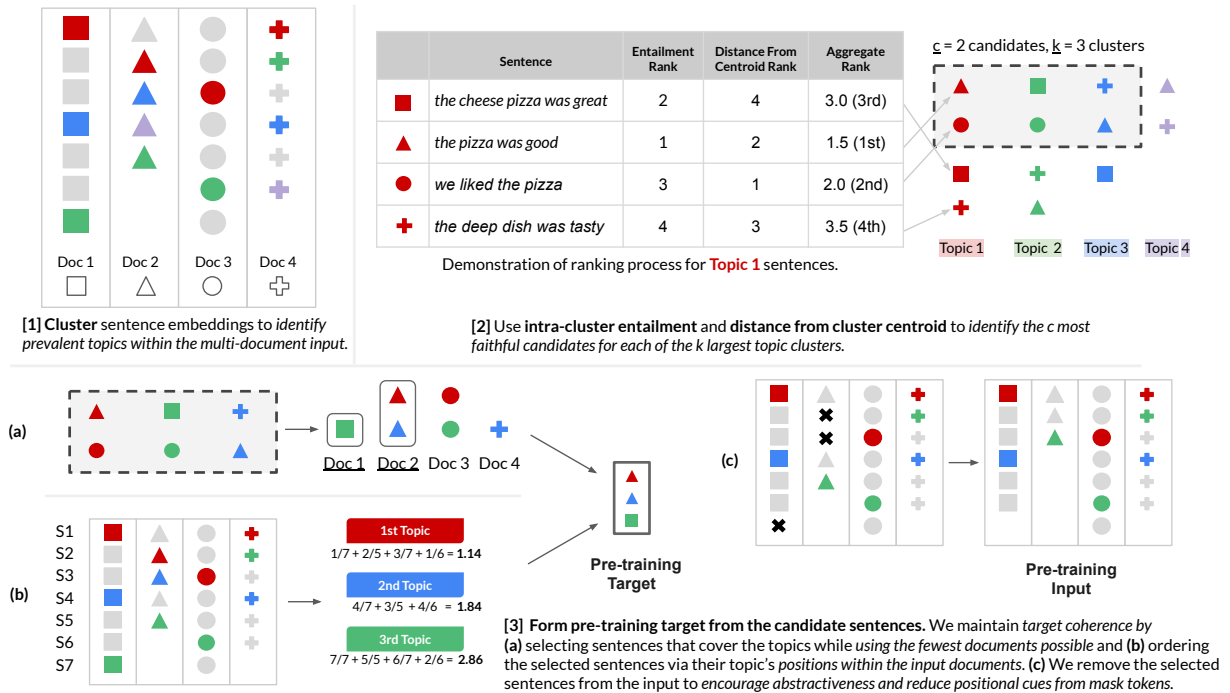 Doc 1 Doc 2 Doc 3 Doc 4
[1] Cluster sentence embeddings to identify
prevalent topics within the multi-document input.
Sentence Entailment Rank Distance From Centroid Rank Aggregate Rank
the cheese pizza was great 2 4 3.0 (3rd)
the pizza was good 1 2 1.5 (1st)
we liked the pizza 3 1 2.0 (2nd)
the deep dish was tasty 4 3 3.5 (4th)
Demonstration of ranking process for Topic 1 sentences.
c = 2 candidates, k = 3 clusters
Topic 1 Topic 2 Topic 3 Topic 4
[2] Use intra-cluster entailment and distance from cluster centroid to identify the c most
faithful candidates for each of the k largest topic clusters.
(a)
Doc 1 Doc 2 Doc 3 Doc 4
(b)
S1
S2
S3
S4
S5
S6
S7
1st Topic
1/7 + 2/5 + 3/7 + 1/6 = 1.14
2nd Topic
4/7 + 3/5 + 4/6 = 1.84
3rd Topic
7/7 + 5/5 + 6/7 + 2/6 = 2.86
Pre-training
Target
(c)
Pre-training
Input
[3] Form pre-training target from the candidate sentences. We maintain target coherence by
(a) selecting sentences that cover the topics while using the fewest documents possible and (b) ordering
the selected sentences via their topic's positions within the input documents. (c) We remove the selected
sentences from the input to encourage abstractiveness and reduce positional cues from mask tokens.